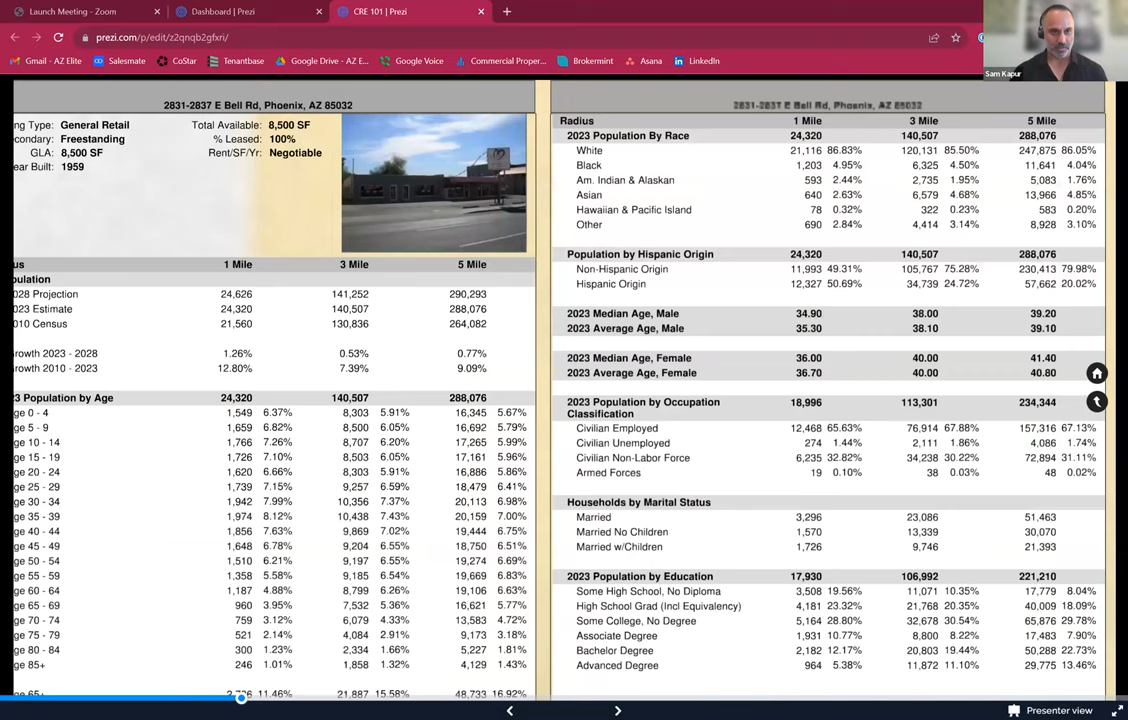 Launch Meeting - Zoom
Dashboard | Prezi
CRE 101 | Prezi
prezi.com/p/edit/z2qnqb2gfxri/
Gmail - AZ Elite
Salesmate
CoStar
Tenantbase
Google Drive - AZ E...
Google Voice
Commercial Proper...
Brokermint
Asana
LinkedIn
Sam Kapur
2831-2837 E Bell Rd, Phoenix, AZ 85032
ng Type: General Retail Total Available: 8,500 SF
condary: Freestanding % Leased: 100%
GLA: 8,500 SF Rent/SF/Yr: Negotiable
ear Built: 1959
us 1 Mile 3 Mile 5 Mile
pulation
028 Projection 24,626 141,252 290,293
023 Estimate 24,320 140,507 288,076
010 Census 21,560 130,836 264,082
rowth 2023 - 2028 1.26% 0.53% 0.77%
rowth 2010 - 2023 12.80% 7.39% 9.09%
23 Population by Age 24,320 140,507 288,076
ge 0 - 4 1,549 6.37% 8,303 5.91% 16,345 5.67%
ge 5 - 9 1,659 6.82% 8,500 6.05% 16,692 5.79%
ge 10 - 14 1,766 7.26% 8,707 6.20% 17,265 5.99%
ge 15 - 19 1,726 7.10% 8,503 6.05% 17,161 5.96%
ge 20 - 24 1,620 6.66% 8,303 5.91% 16,886 5.86%
ge 25 - 29 1,739 7.15% 9,257 6.59% 18,479 6.41%
ge 30 - 34 1,942 7.99% 10,356 7.37% 20,113 6.98%
ge 35 - 39 1,974 8.12% 10,438 7.43% 20,159 7.00%
ge 40 - 44 1,856 7.63% 9,869 7.02% 19,444 6.75%
ge 45 - 49 1,648 6.78% 9,204 6.55% 18,750 6.51%
ge 50 - 54 1,510 6.21% 9,197 6.55% 19,274 6.69%
ge 55 - 59 1,358 5.58% 9,185 6.54% 19,669 6.83%
ge 60 - 64 1,187 4.88% 8,799 6.26% 19,106 6.63%
ge 65 - 69 960 3.95% 7,532 5.36% 16,621 5.77%
ge 70 - 74 759 3.12% 6,079 4.33% 13,583 4.72%
ge 75 - 79 521 2.14% 4,084 2.91% 9,173 3.18%
ge 80 - 84 300 1.23% 2,334 1.66% 5,227 1.81%
ge 85+ 246 1.01% 1,858 1.32% 4,129 1.43%
ge 65+ 11.46% 21,887 15.58% 48,733 16.92%
2831-2837 E Bell Rd, Phoenix, AZ 85032
Radius 1 Mile 3 Mile 5 Mile
2023 Population By Race 24,320 140,507 288,076
White 21,116 86.83% 120,131 85.50% 247,875 86.05%
Black 1,203 4.95% 6,325 4.50% 11,641 4.04%
Am. Indian & Alaskan 593 2.44% 2,735 1.95% 5,083 1.76%
Asian 640 2.63% 6,579 4.68% 13,966 4.85%
Hawaiian & Pacific Island 78 0.32% 322 0.23% 583 0.20%
Other 690 2.84% 4,414 3.14% 8,928 3.10%
Population by Hispanic Origin 24,320 140,507 288,076
Non-Hispanic Origin 11,993 49.31% 105,767 75.28% 230,413 79.98%
Hispanic Origin 12,327 50.69% 34,739 24.72% 57,662 20.02%
2023 Median Age, Male 34.90 38.00 39.20
2023 Average Age, Male 35.30 38.10 39.10
2023 Median Age, Female 36.00 40.00 41.40
2023 Average Age, Female 36.70 40.00 40.80
2023 Population by Occupation 18,996 113,301 234,344
Classification
Civilian Employed 12,468 65.63% 76,914 67.88% 157,316 67.13%
Civilian Unemployed 274 1.44% 2,111 1.86% 4,086 1.74%
Civilian Non-Labor Force 6,235 32.82% 34,238 30.22% 72,894 31.11%
Armed Forces 19 0.10% 38 0.03% 48 0.02%
Households by Marital Status
Married 3,296 23,086 51,463
Married No Children 1,570 13,339 30,070
Married w/Children 1,726 9,746 21,393
2023 Population by Education 17,930 106,992 221,210
Some High School, No Diploma 3,508 19.56% 11,071 10.35% 17,779 8.04%
High School Grad (Incl Equivalency) 4,181 23.32% 21,768 20.35% 40,009 18.09%
Some College, No Degree 5,164 28.80% 32,678 30.54% 65,876 29.78%
Associate Degree 1,931 10.77% 8,800 8.22% 17,483 7.90%
Bachelor Degree 2,182 12.17% 20,803 19.44% 50,288 22.73%
Advanced Degree 964 5.38% 11,872 11.10% 29,775 13.46%
Presenter view